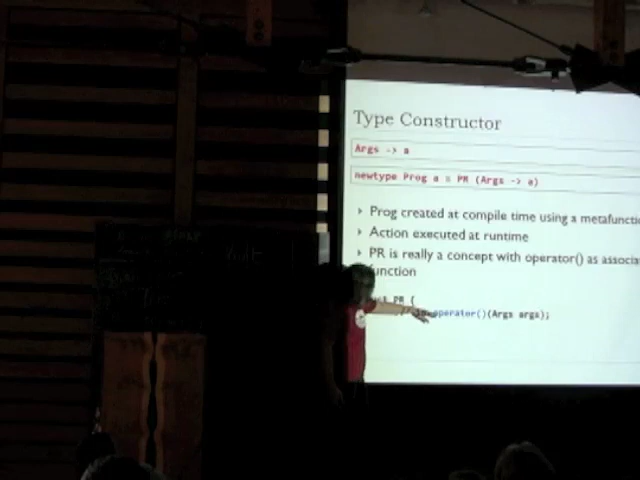 Type Constructor
Args -> a
newtype Prog a = PR (Args -> a)
Prog created at compile time using a metafuncti
Action executed at runtime
PR is really a concept with operator() as associa
function
PR {
operator()(Args args);